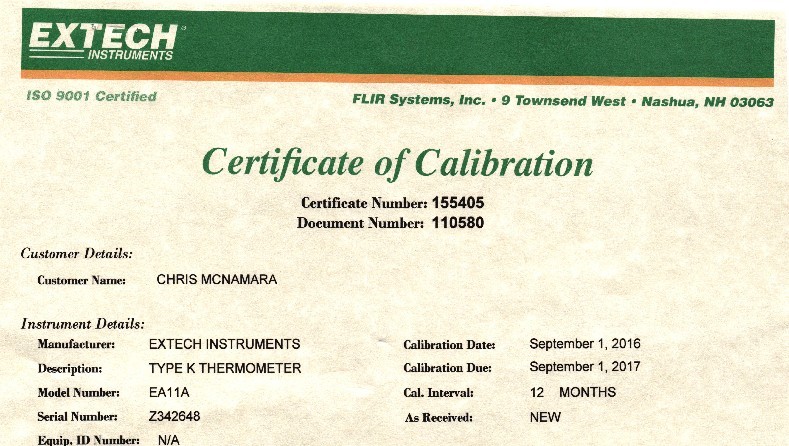 EXTECH®
INSTRUMENTS
ISO 9001 Certified
FLIR Systems, Inc. • 9 Townsend West • Nashua, NH 03063
Certificate of Calibration
Certificate Number: 155405
Document Number: 110580
Customer Details:
Customer Name: CHRIS MCNAMARA
Instrument Details:
Manufacturer: EXTECH INSTRUMENTS Calibration Date: September 1, 2016
Description: TYPE K THERMOMETER Calibration Due: September 1, 2017
Model Number: EA11A Cal. Interval: 12 MONTHS
Serial Number: Z342648 As Received: NEW
Equip. ID Number: N/A